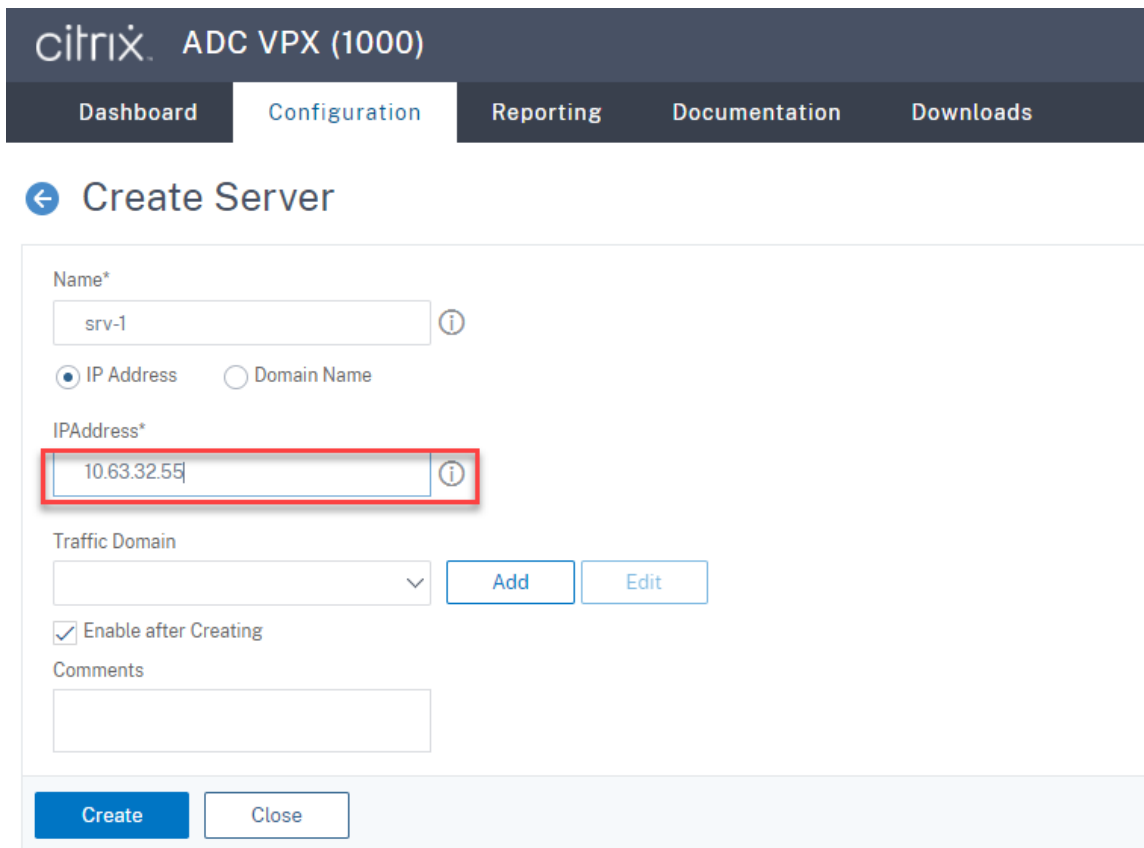 citrix. ADC VPX (1000)
Dashboard Configuration Reporting Documentation Downloads
Create Server
Name*
srv-1
IP Address Domain Name
IPAddress*
10.63.32.55
Traffic Domain
Add Edit
Enable after Creating
Comments
Create Close